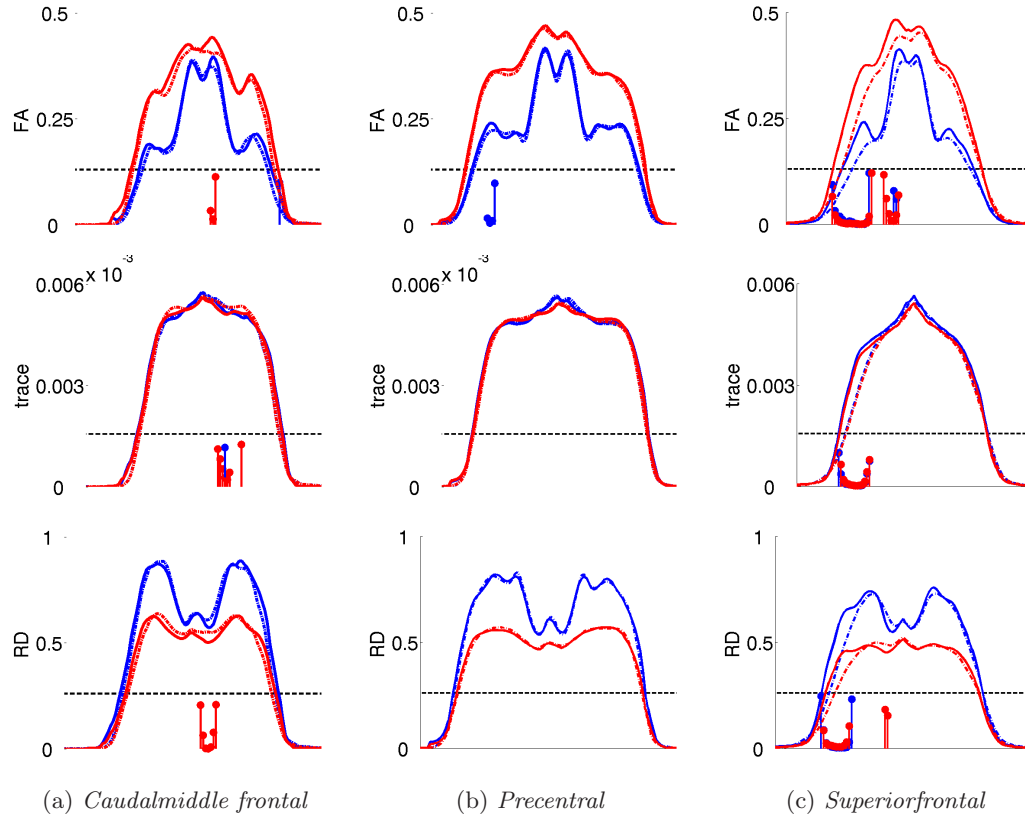 0.5 0.5 0.5
FA FA FA
0.25 0.25 0.25
0 0 0
x 10 -3 x 10 -3
0.006 0.006 0.006
trace trace trace
0.003 0.003 0.003
0 0 0
1 1 1
RD RD RD
0.5 0.5 0.5
0 0 0
(a) Caudalmiddle frontal (b) Precentral (c) Superiorfrontal